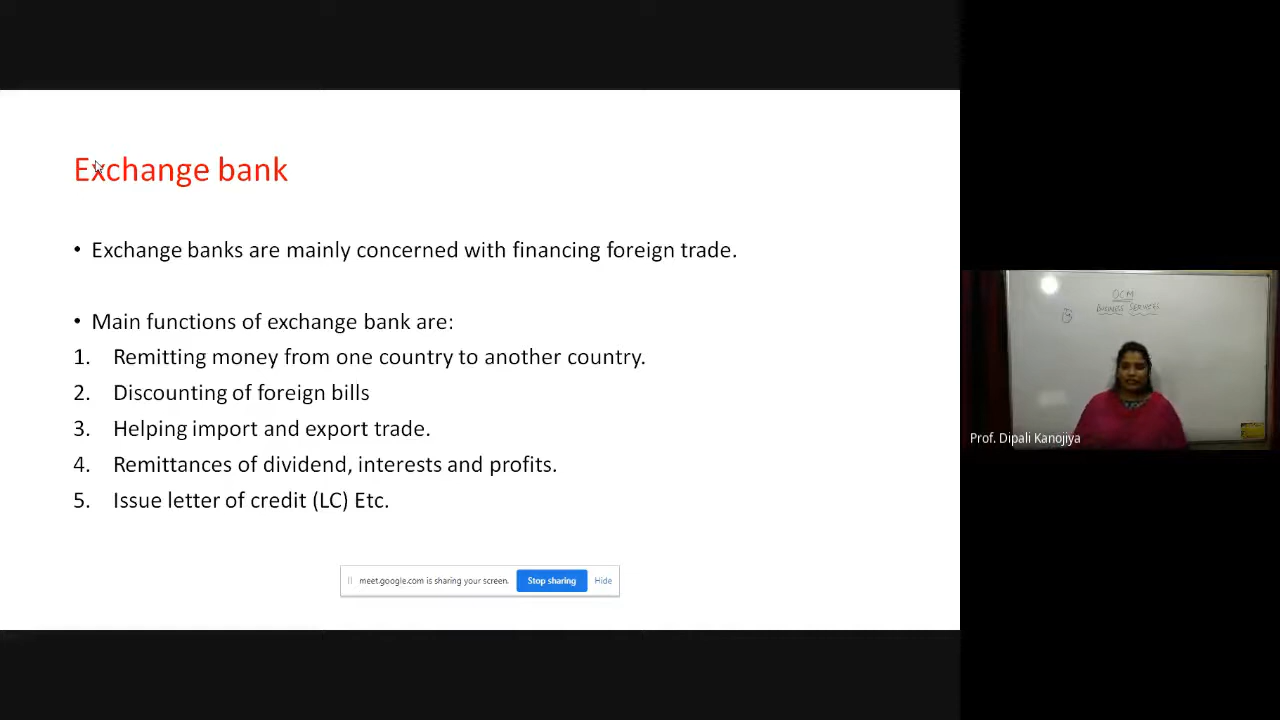 Exchange bank
• Exchange banks are mainly concerned with financing foreign trade.
• Main functions of exchange bank are:
1. Remitting money from one country to another country.
2. Discounting of foreign bills
3. Helping import and export trade.
4. Remittances of dividend, interests and profits.
5. Issue letter of credit (LC) Etc.
meet.google.com is sharing your screen. Stop sharing Hide
OCM
BUSINESS SERVICES
Prof. Dipali Kanojiya